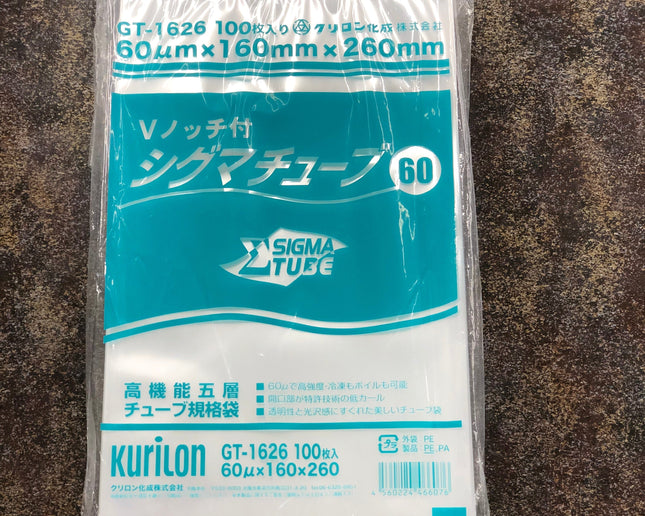 GT-1626 100枚入り クリロン化成株式会社
60μm×160mm×260mm
Vノッチ付
シグマチューブ 60
Σ SIGMA
TUBE
高機能五層
チューブ規格袋
■60μで高強度・冷凍もボイルも可能
■開口部が特許技術の低カール
■透明性と光沢感にすぐれた美しいチューブ袋
KuriLon GT-1626 100枚入
60μ×160×260
クリロン化成株式会社
プラ 外袋 PE
製品 PE,PA
4 560224 466076